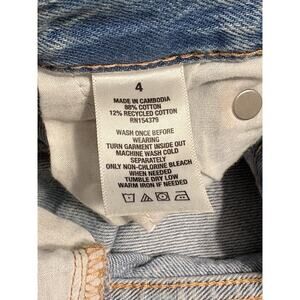 4
MADE IN CAMBODIA
88% COTTON
12% RECYCLED COTTON
RN154379
WASH ONCE BEFORE
WEARING
TURN GARMENT INSIDE OUT
MACHINE WASH COLD
SEPARATELY
ONLY NON-CHLORINE BLEACH
WHEN NEEDED
TUMBLE DRY LOW
WARM IRON IF NEEDED